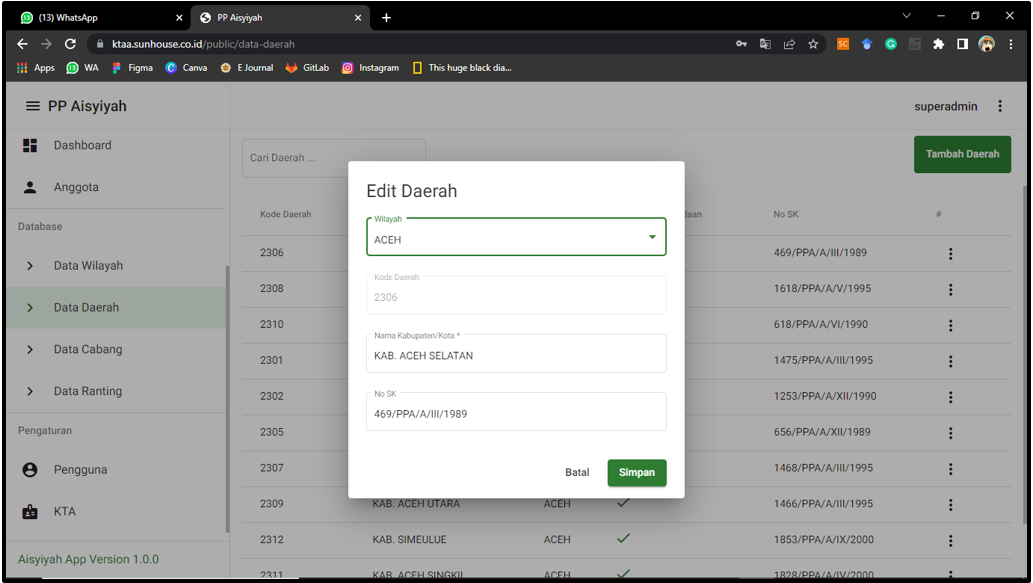 (13) WhatsApp
PP Aisyiyah
ktaa.sunhouse.co.id/public/data-daerah
Apps
WA
Figma
Canva
E Journal
GitLab
Instagram
This huge black dia...
PP Aisyiyah
superadmin
Dashboard
Anggota
Database
Data Wilayah
Data Daerah
Data Cabang
Data Ranting
Pengaturan
Pengguna
KTA
Aisyiyah App Version 1.0.0
Cari Daerah ...
Tambah Daerah
Kode Daerah No SK #
2306 469/PPA/A/III/1989
2308 1618/PPA/A/V/1995
2310 618/PPA/A/VI/1990
2301 1475/PPA/A/III/1995
2302 1253/PPA/A/XII/1990
2305 656/PPA/A/XII/1989
2307 1468/PPA/A/III/1995
2309 KAB. ACEH UTARA ACEH 1466/PPA/A/III/1995
2312 KAB. SIMEULUE ACEH 1853/PPA/A/IX/2000
2311 KAB. ACEH SINGKIL ACEH 1828/PPA/A/IV/2000
Edit Daerah
Wilayah
ACEH
Kode Daerah
2306
Nama Kabupaten/Kota *
KAB. ACEH SELATAN
No SK
469/PPA/A/III/1989
Batal
Simpan